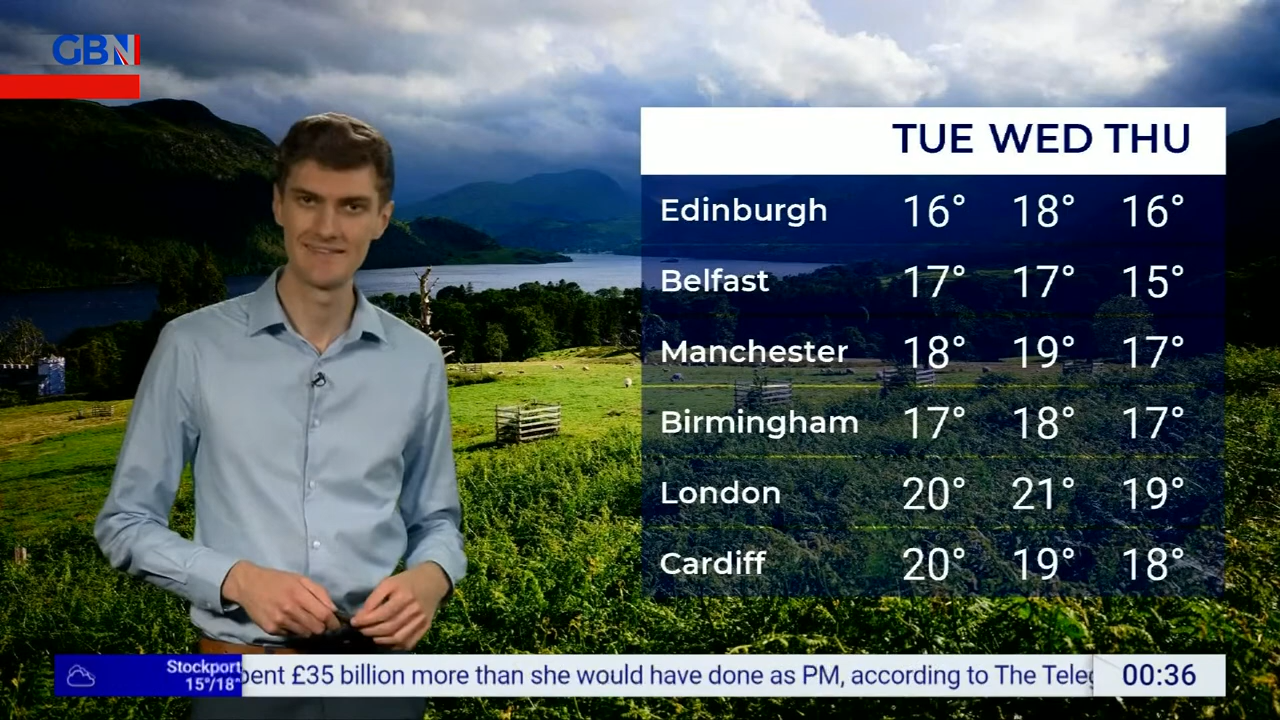 GBN
TUE WED THU
Edinburgh 16° 18° 16°
Belfast 17° 17° 15°
Manchester 18° 19° 17°
Birmingham 17° 18° 17°
London 20° 21° 19°
Cardiff 20° 19° 18°
Stockport
15°/18°
ent £35 billion more than she would have done as PM, according to The Tele
00:36